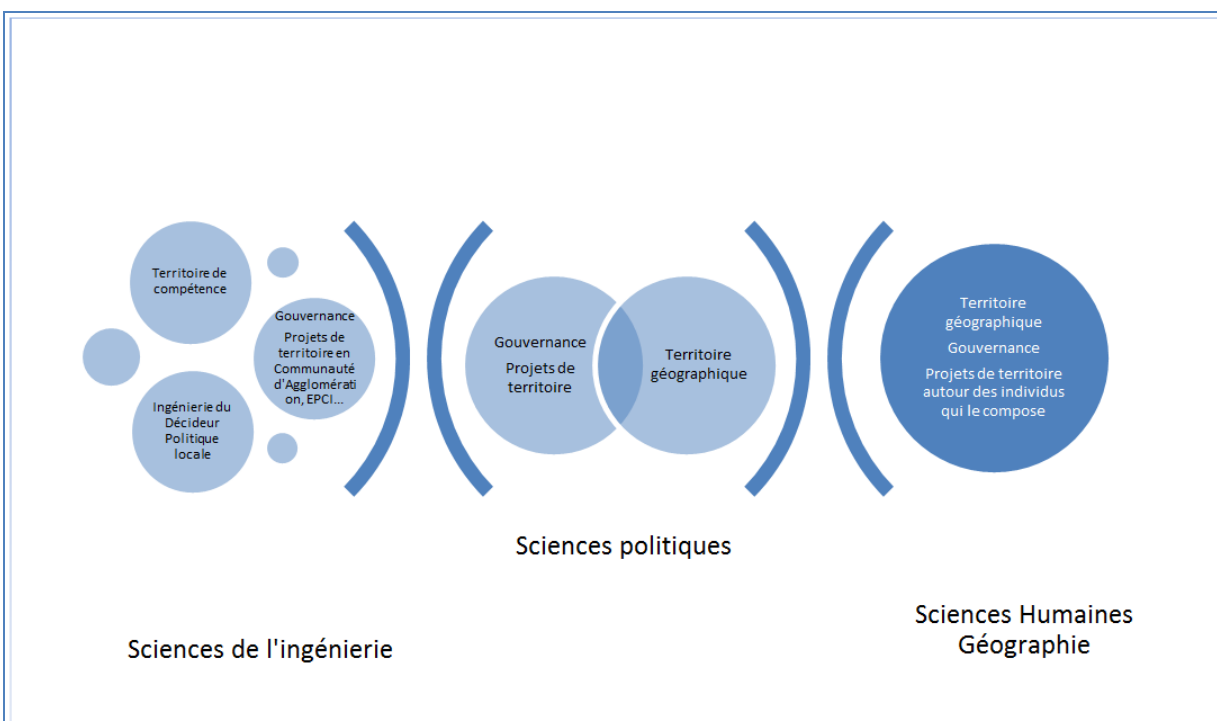 Territoire de
compétence
Gouvernance
Projets de
territoire en
Communauté
d'Agglomérati
on, EPCI...
Ingénierie du
Décideur
Politique
locale
Gouvernance
Projets de
territoire
Territoire
géographique
Territoire
géographique
Gouvernance
Projets de territoire
autour des individus
qui le compose
Sciences politiques
Sciences Humaines
Géographie
Sciences de l'ingénierie